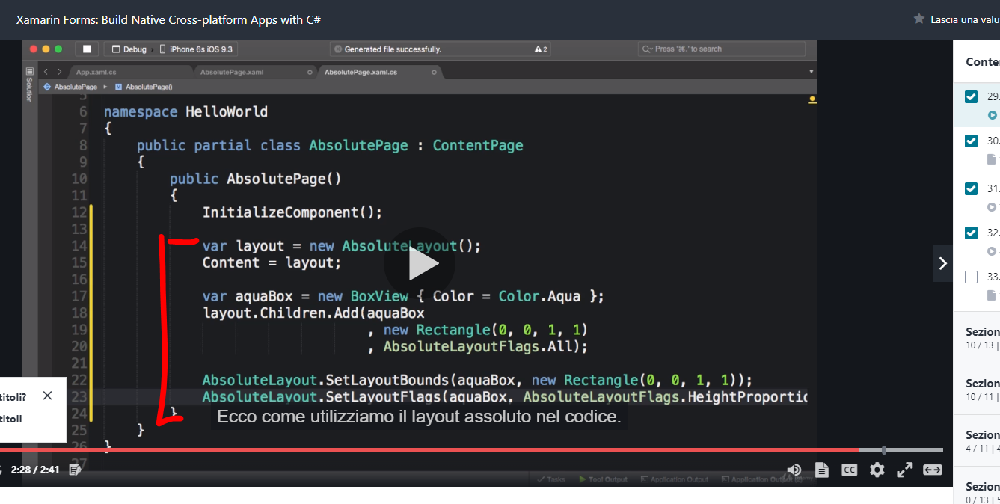 Xamarin Forms: Build Native Cross-platform Apps with C#
Lascia una valu
Debug
iPhone 6s iOS 9.3
Generated file successfully.
2
Press '⌘.' to search
Solution
App.xaml.cs
AbsolutePage.xaml
AbsolutePage.xaml.cs
AbsolutePage
M AbsolutePage()
5
6 namespace HelloWorld
7 {
8 public partial class AbsolutePage : ContentPage
9 {
10 public AbsolutePage()
11 {
12 InitializeComponent();
13
14 var layout = new AbsoluteLayout();
15 Content = layout;
16
17 var aquaBox = new BoxView { Color = Color.Aqua };
18 layout.Children.Add(aquaBox
19 , new Rectangle(0, 0, 1, 1)
20 , AbsoluteLayoutFlags.All);
21
22 AbsoluteLayout.SetLayoutBounds(aquaBox, new Rectangle(0, 0, 1, 1));
23 AbsoluteLayout.SetLayoutFlags(aquaBox, AbsoluteLayoutFlags.HeightProportio
24 }
25 }
26 }
27
Ecco come utilizziamo il layout assoluto nel codice.
titoli?
titoli
2:28 / 2:41
CC
Tasks
Tool Output
Application Output
Application Output
Conte
29.
30.
31.
32.
33.
Sezion
10 / 13 |
Sezion
10 / 11 |
Sezion
4 / 11 | 4
Sezion
0 / 13 | 5